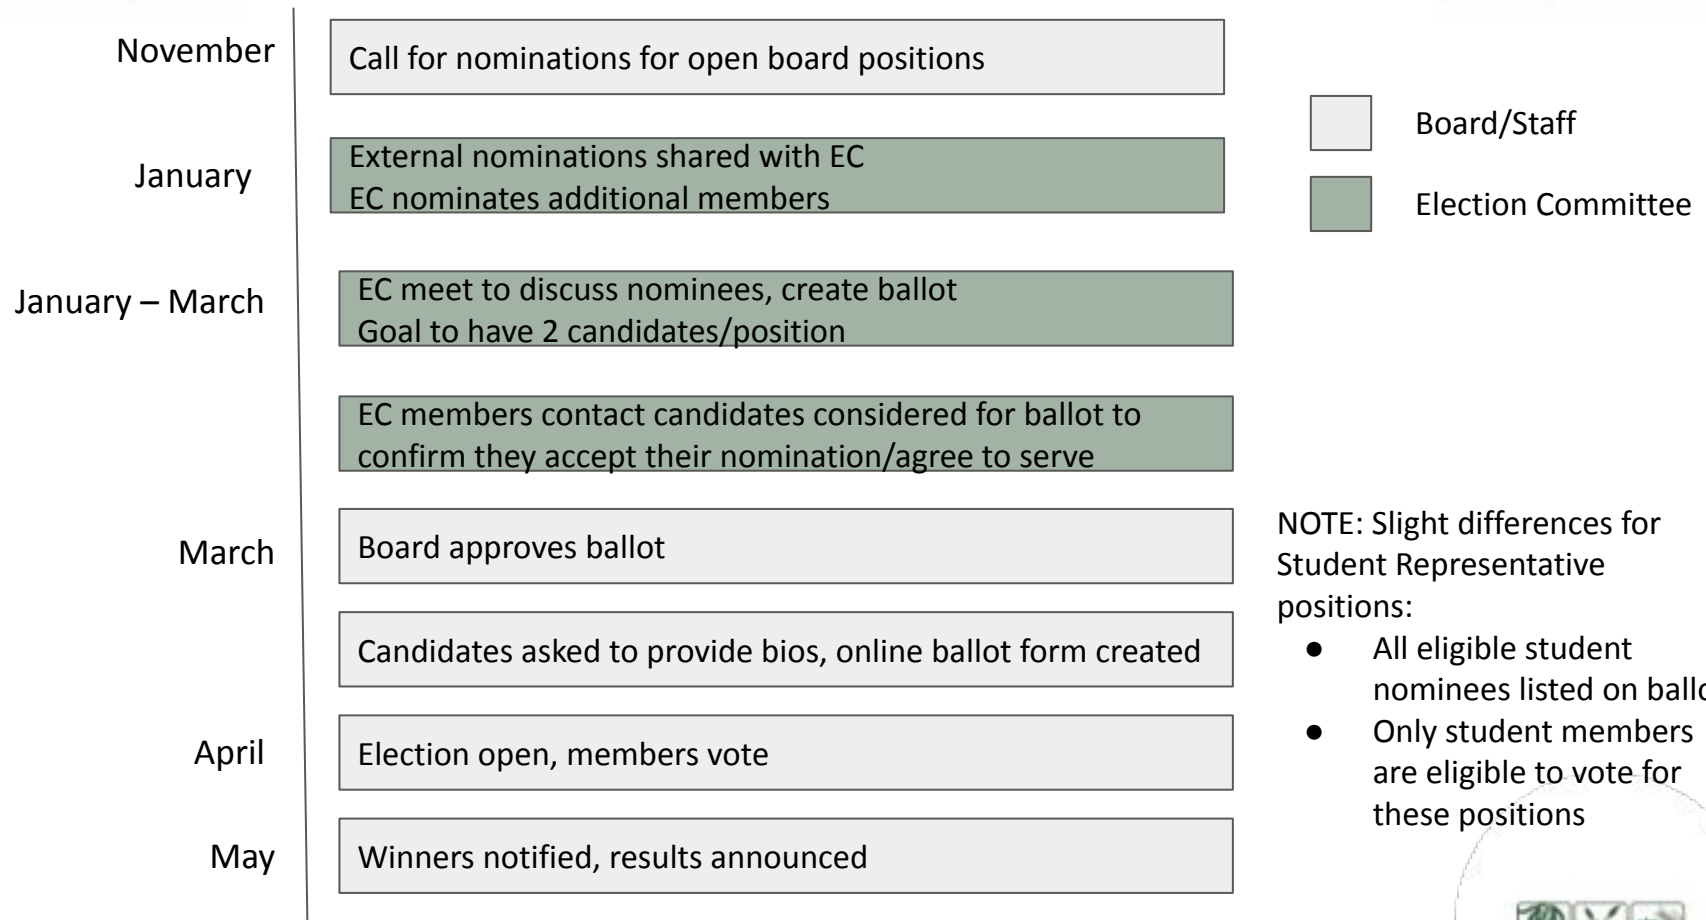 November
Call for nominations for open board positions
January
External nominations shared with EC
EC nominates additional members
January – March
EC meet to discuss nominees, create ballot
Goal to have 2 candidates/position
EC members contact candidates considered for ballot to
confirm they accept their nomination/agree to serve
March
Board approves ballot
Candidates asked to provide bios, online ballot form created
April
Election open, members vote
May
Winners notified, results announced
Board/Staff
Election Committee
NOTE: Slight differences for
Student Representative
positions:
● All eligible student
nominees listed on
● Only student members
are eligible to vote for
these positions